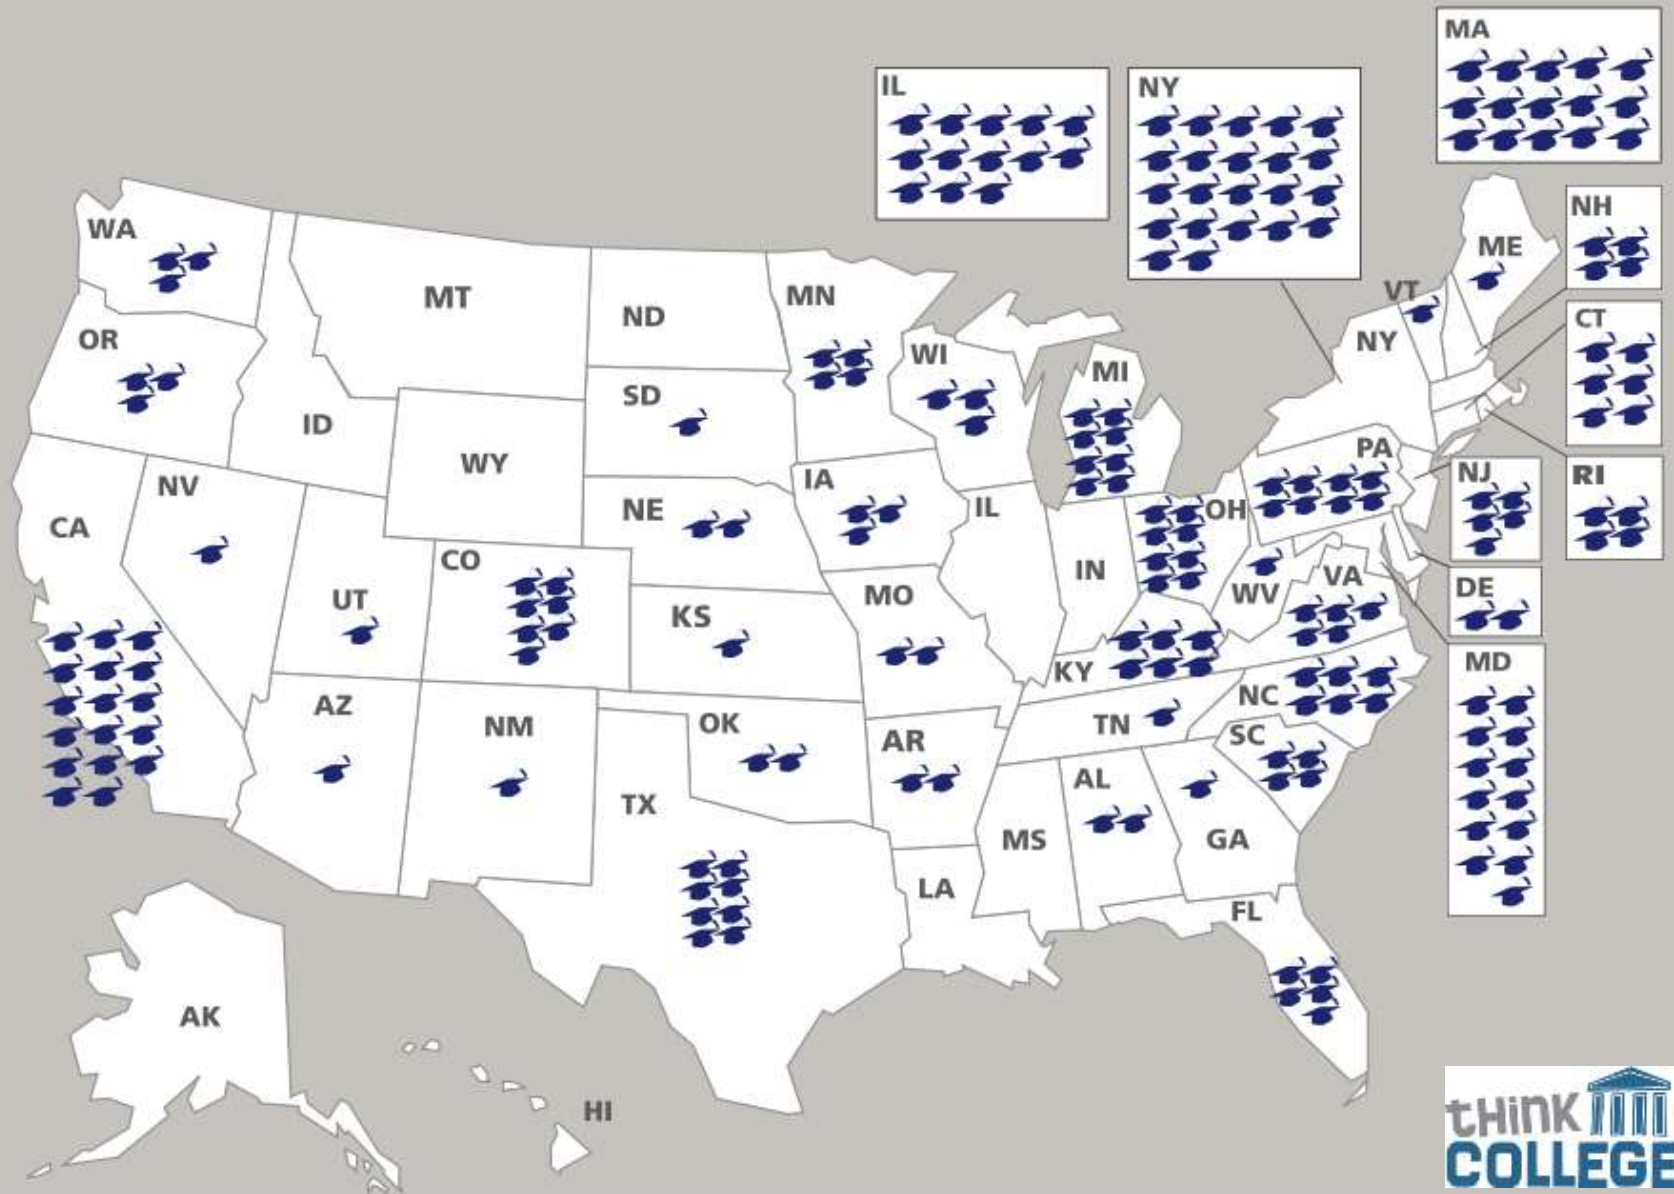 MA
IL
NY
NH
WA
ME
MT
VT
MN
ND
CT
OR
NY
WI
MI
SD
ID
PA
WY
NJ
RI
IA
NV
IL
OH
NE
CA
CO
IN
VA
DE
WV
MO
UT
KS
MD
KY
NC
AZ
TN
NM
OK
SC
AR
AL
TX
MS
GA
LA
FL
AK
HI
tHinK
COLLEGE